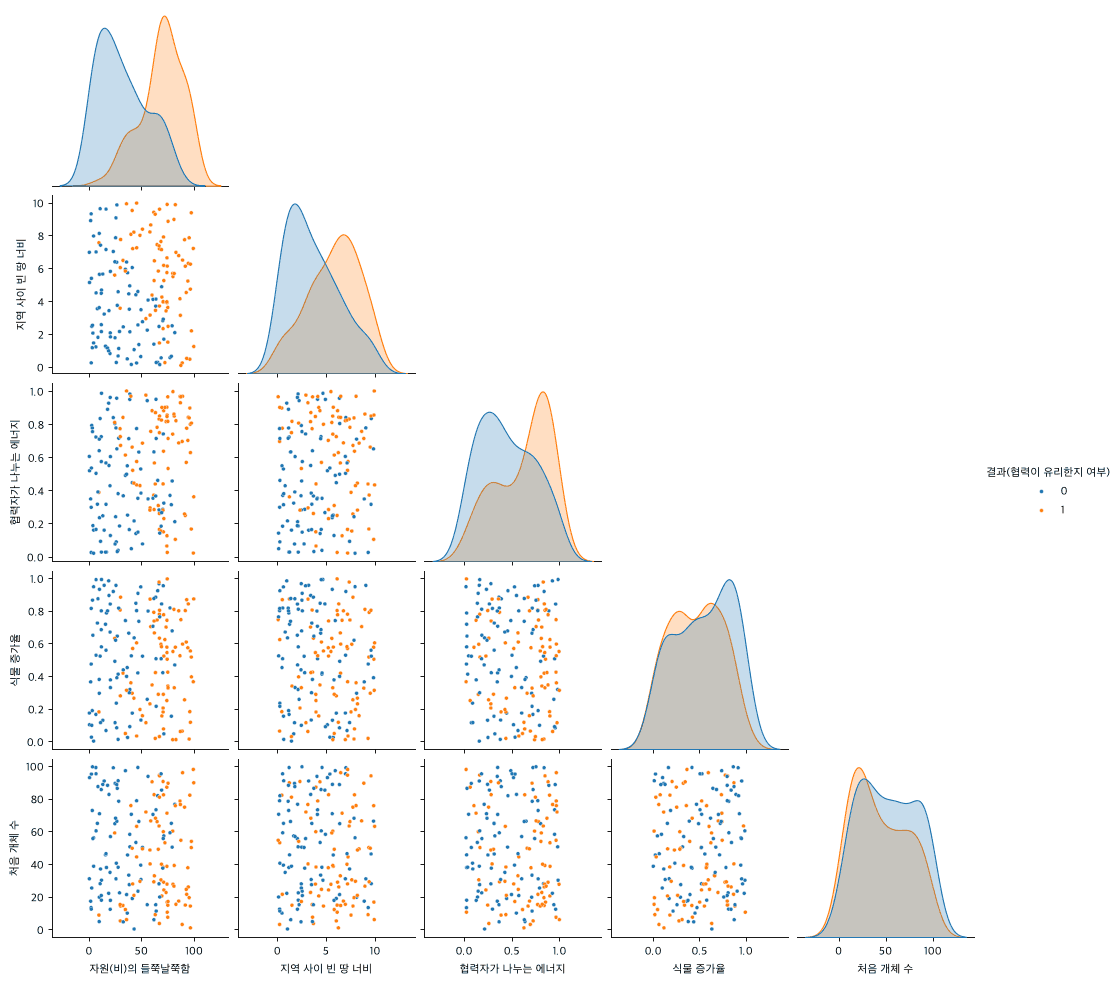 10
8
6
4
2
0
지역 사이 빈 땅 너비
1.0
0.8
0.6
0.4
0.2
0.0
협력자가 나누는 에너지
결과(협력이 유리한지 여부)
0
1
1.0
0.8
0.6
0.4
0.2
0.0
식물 증가율
100
80
60
40
20
0
처음 개체 수
0 50 100
0 5 10
0.0 0.5 1.0
0.0 0.5 1.0
0 50 100
자원(비)의 들쭉날쭉함
지역 사이 빈 땅 너비
협력자가 나누는 에너지
식물 증가율
처음 개체 수